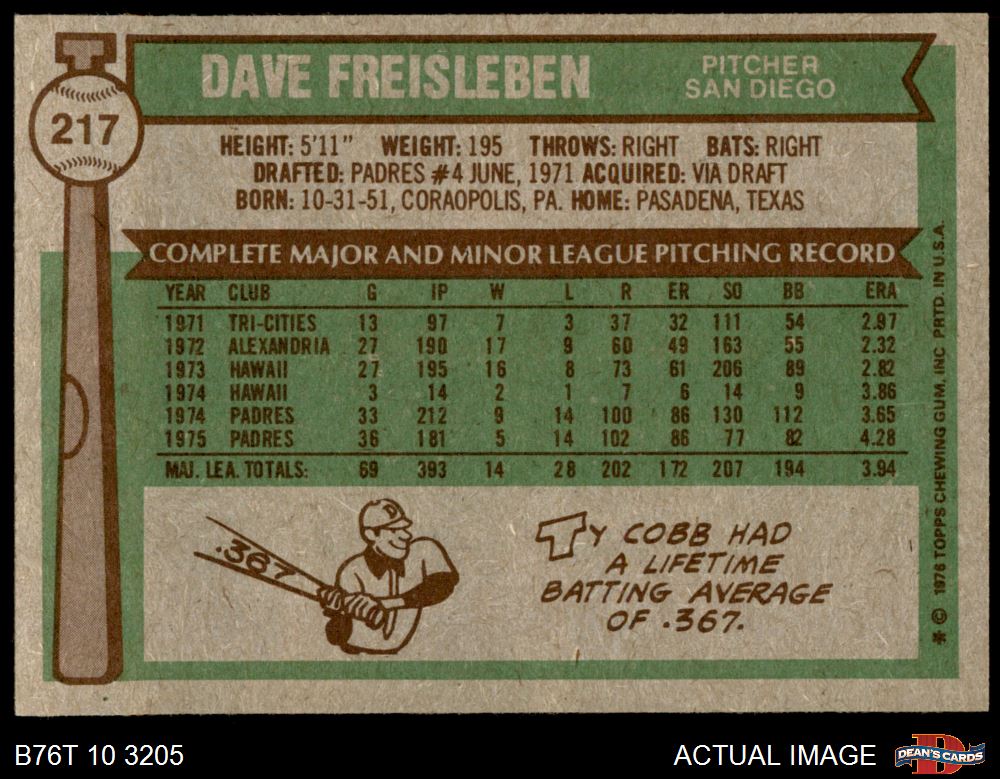 217
DAVE FREISLEBEN
PITCHER
SAN DIEGO
HEIGHT: 5'11" WEIGHT: 195 THROWS: RIGHT BATS: RIGHT
DRAFTED: PADRES #4 JUNE, 1971 ACQUIRED: VIA DRAFT
BORN: 10-31-51, CORAOPOLIS, PA. HOME: PASADENA, TEXAS
COMPLETE MAJOR AND MINOR LEAGUE PITCHING RECORD
YEAR CLUB G IP W L R ER SO BB ERA
1971 TRI-CITIES 13 97 7 3 37 32 111 54 2.97
1972 ALEXANDRIA 27 190 17 9 60 49 163 55 2.32
1973 HAWAII 27 195 16 8 73 61 206 89 2.82
1974 HAWAII 3 14 2 1 7 6 14 9 3.86
1974 PADRES 33 212 9 14 100 86 130 112 3.65
1975 PADRES 36 181 5 14 102 86 77 82 4.28
MAJ. LEA. TOTALS: 69 393 14 28 202 172 207 194 3.94
.367
TY COBB HAD
A LIFETIME
BATTING AVERAGE
OF .367.
* © 1976 TOPPS CHEWING GUM, INC PRTD. IN U.S.A.
B76T 10 3205
ACTUAL IMAGE
DEAN'S CARDS